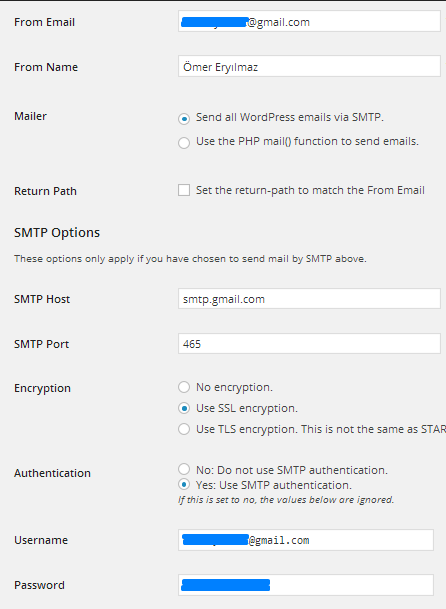 From Email @gmail.com
From Name Ömer Eryılmaz
Mailer Send all WordPress emails via SMTP.
Use the PHP mail() function to send emails.
Return Path Set the return-path to match the From Email
SMTP Options
These options only apply if you have chosen to send mail by SMTP above.
SMTP Host smtp.gmail.com
SMTP Port 465
Encryption No encryption.
Use SSL encryption.
Use TLS encryption. This is not the same as STAR
Authentication No: Do not use SMTP authentication.
Yes: Use SMTP authentication.
If this is set to no, the values below are ignored.
Username @gmail.com
Password